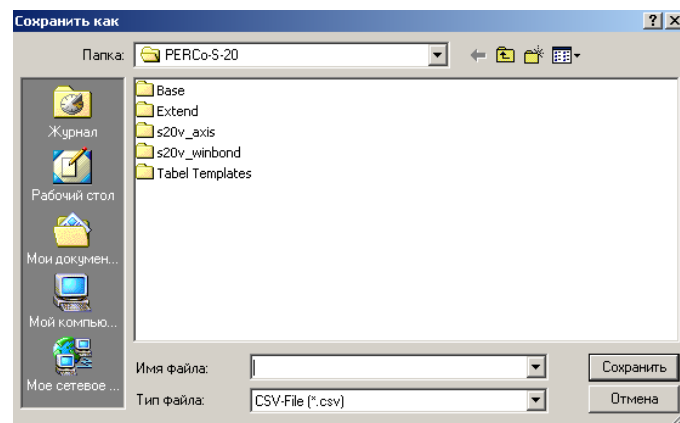 Сохранить как
Папка: PERCo-S-20
Base
Extend
s20v_axis
s20v_winbond
Tabel Templates
Журнал
Рабочий стол
Мои докумен...
Мой компью...
Мое сетевое ...
Имя файла:
Сохранить
Тип файла: CSV-File (*.csv)
Отмена